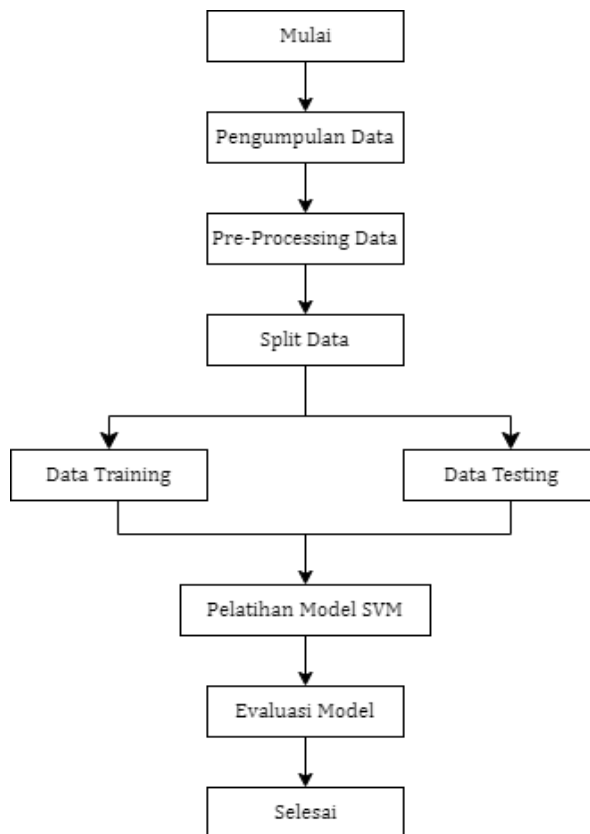 Mulai
Pengumpulan Data
Pre-Processing Data
Split Data
Data Training
Data Testing
Pelatihan Model SVM
Evaluasi Model
Selesai